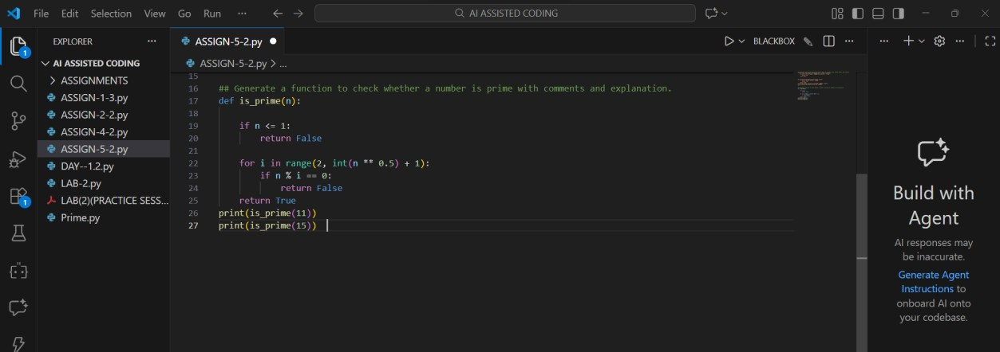 File Edit Selection View Go Run ···
AI ASSISTED CODING
EXPLORER ···
AI ASSISTED CODING
ASSIGNMENTS
ASSIGN-1-3.py
ASSIGN-2-2.py
ASSIGN-4-2.py
ASSIGN-5-2.py
DAY--1.2.py
LAB-2.py
LAB(2)(PRACTICE SESS...
Prime.py
1
1
ASSIGN-5-2.py
BLACKBOX
ASSIGN-5-2.py > ...
15
16 ## Generate a function to check whether a number is prime with comments and explanation.
17 def is_prime(n):
18
19     if n <= 1:
20         return False
21
22     for i in range(2, int(n ** 0.5) + 1):
23         if n % i == 0:
24             return False
25     return True
26 print(is_prime(11))
27 print(is_prime(15))
Build with
Agent
AI responses may
be inaccurate.
Generate Agent
Instructions to
onboard AI onto
your codebase.